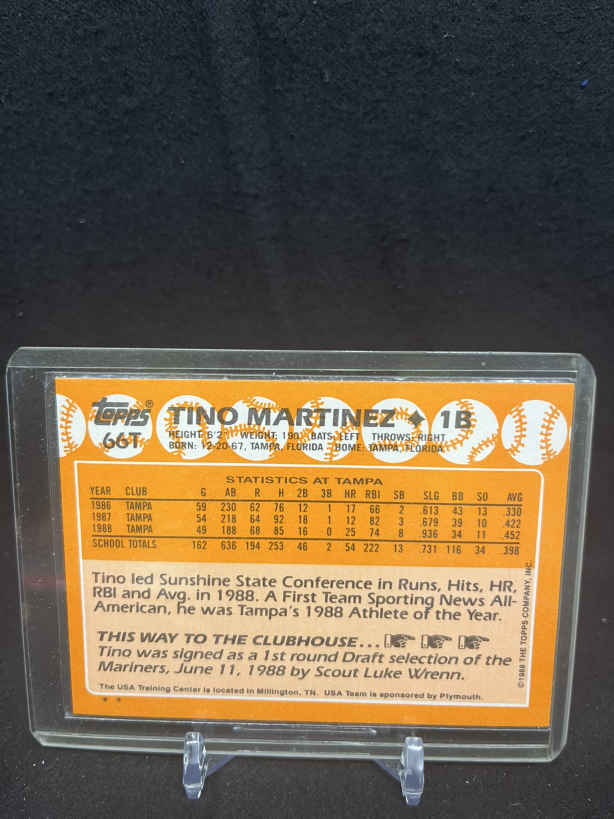 Topps®
66T
TINO MARTINEZ ♦ 1B
HEIGHT: 6'2" WEIGHT: 190 BATS: LEFT THROWS: RIGHT
BORN: 12-20-67, TAMPA, FLORIDA HOME: TAMPA, FLORIDA
STATISTICS AT TAMPA
YEAR CLUB G AB R H 2B 3B HR RBI SB SLG BB SO AVG
1986 TAMPA 59 230 62 76 12 1 17 66 2 .613 43 13 .330
1987 TAMPA 54 218 64 92 18 1 12 82 3 .679 39 10 .422
1988 TAMPA 49 188 68 85 16 0 25 74 8 .936 34 11 .452
SCHOOL TOTALS 162 636 194 253 46 2 54 222 13 .731 116 34 .398
Tino led Sunshine State Conference in Runs, Hits, HR,
RBI and Avg. in 1988. A First Team Sporting News All-
American, he was Tampa's 1988 Athlete of the Year.
THIS WAY TO THE CLUBHOUSE...
Tino was signed as a 1st round Draft selection of the
Mariners, June 11, 1988 by Scout Luke Wrenn.
The USA Training Center is located in Millington, TN. USA Team is sponsored by Plymouth.
* *
©1988 THE TOPPS COMPANY, INC.